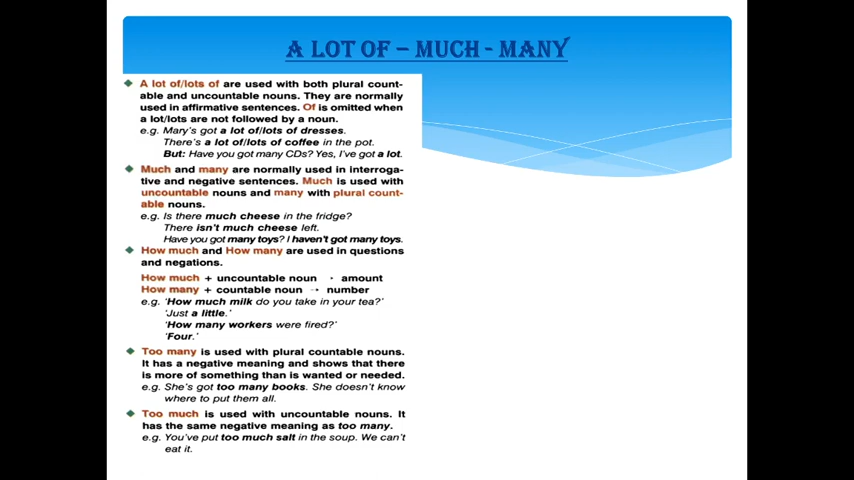 A LOT OF – MUCH - MANY
A lot of/lots of are used with both plural count-
able and uncountable nouns. They are normally
used in affirmative sentences. Of is omitted when
a lot/lots are not followed by a noun.
e.g. Mary's got a lot of/lots of dresses.
There's a lot of/lots of coffee in the pot.
But: Have you got many CDs? Yes, I've got a lot.
Much and many are normally used in interroga-
tive and negative sentences. Much is used with
uncountable nouns and many with plural count-
able nouns.
e.g. Is there much cheese in the fridge?
There isn't much cheese left.
Have you got many toys? I haven't got many toys.
How much and How many are used in questions
and negations.
How much + uncountable noun → amount
How many + countable noun → number
e.g. 'How much milk do you take in your tea?'
'Just a little.'
'How many workers were fired?'
'Four.'
Too many is used with plural countable nouns.
It has a negative meaning and shows that there
is more of something than is wanted or needed.
e.g. She's got too many books. She doesn't know
where to put them all.
Too much is used with uncountable nouns. It
has the same negative meaning as too many.
e.g. You've put too much salt in the soup. We can't
eat it.